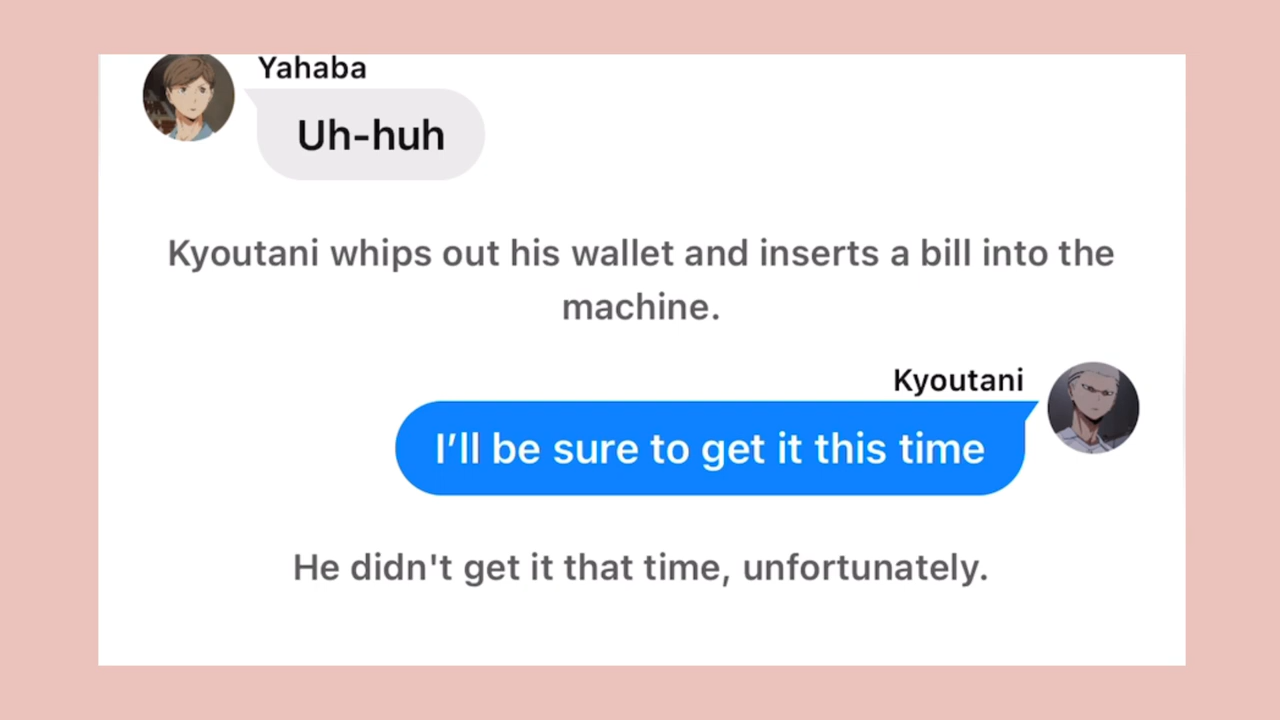 Yahaba
Uh-huh
Kyoutani whips out his wallet and inserts a bill into the
machine.
Kyoutani
I’ll be sure to get it this time
He didn't get it that time, unfortunately.